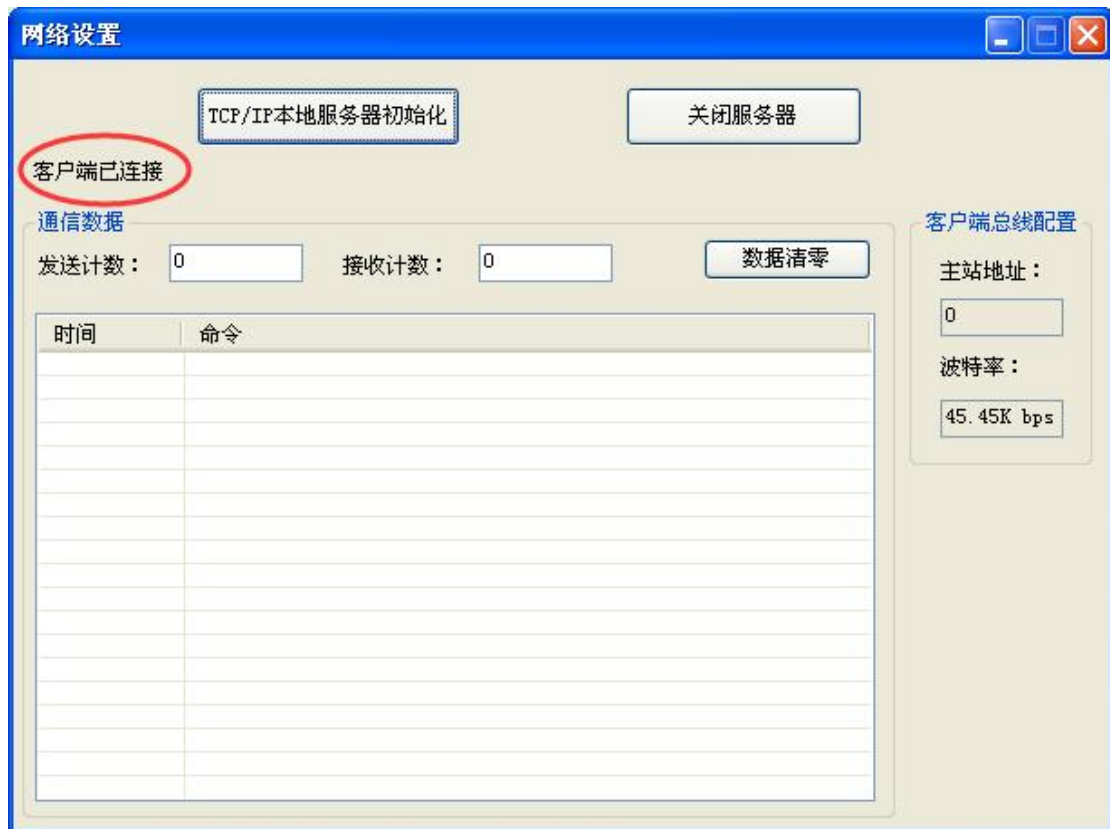 网络设置
TCP/IP本地服务器初始化
关闭服务器
客户端已连接
通信数据
发送计数：
0
接收计数：
0
数据清零
时间
命令
客户端总线配置
主站地址：
0
波特率：
45.45K bps